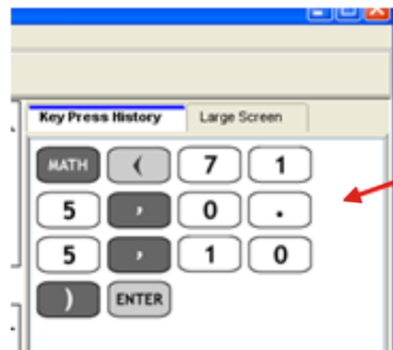 Key Press History Large Screen
MATH ( 7 1
5 , 0 .
5 , 1 0
) ENTER